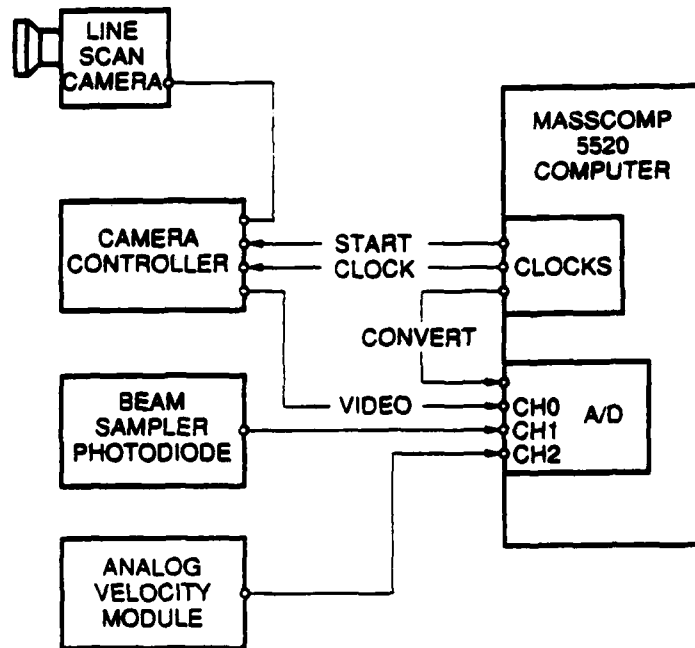 LINE
SCAN
CAMERA
MASSCOMP
5520
COMPUTER
CAMERA
CONTROLLER
START
CLOCK
CLOCKS
CONVERT
BEAM
SAMPLER
PHOTODIODE
VIDEO
CH0
CH1
CH2
A/D
ANALOG
VELOCITY
MODULE